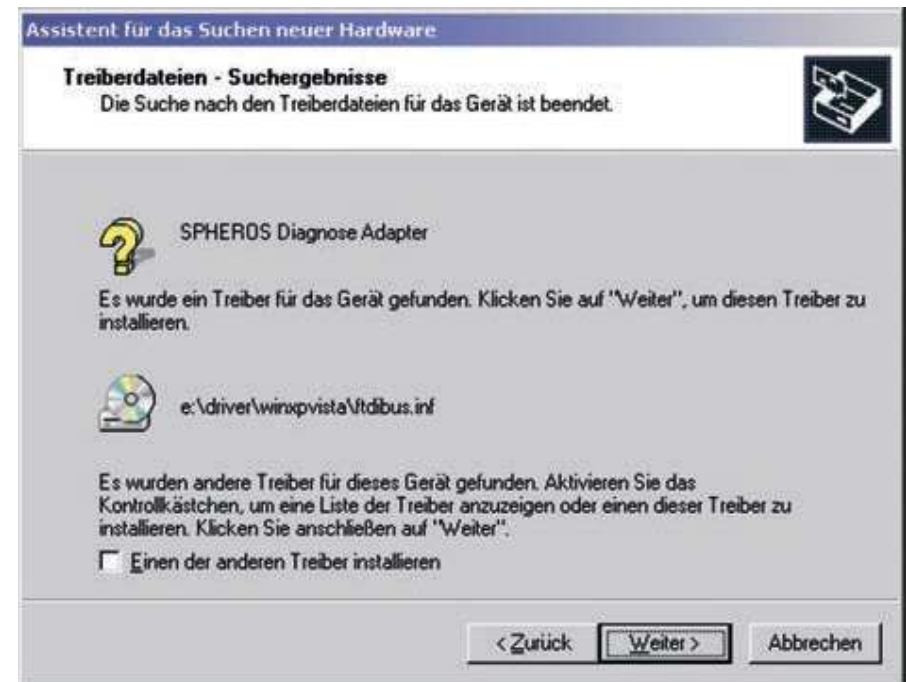 Assistent für das Suchen neuer Hardware
Treiberdateien - Suchergebnisse
Die Suche nach den Treiberdateien für das Gerät ist beendet.
SPHEROS Diagnose Adapter
Es wurde ein Treiber für das Gerät gefunden. Klicken Sie auf "Weiter", um diesen Treiber zu
installieren.
e:\driver\winxpvista\ftdibus.inf
Es wurden andere Treiber für dieses Gerät gefunden. Aktivieren Sie das
Kontrollkästchen, um eine Liste der Treiber anzuzeigen oder einen dieser Treiber zu
installieren. Klicken Sie anschließen auf "Weiter".
Einen der anderen Treiber installieren
< Zurück Weiter > Abbrechen